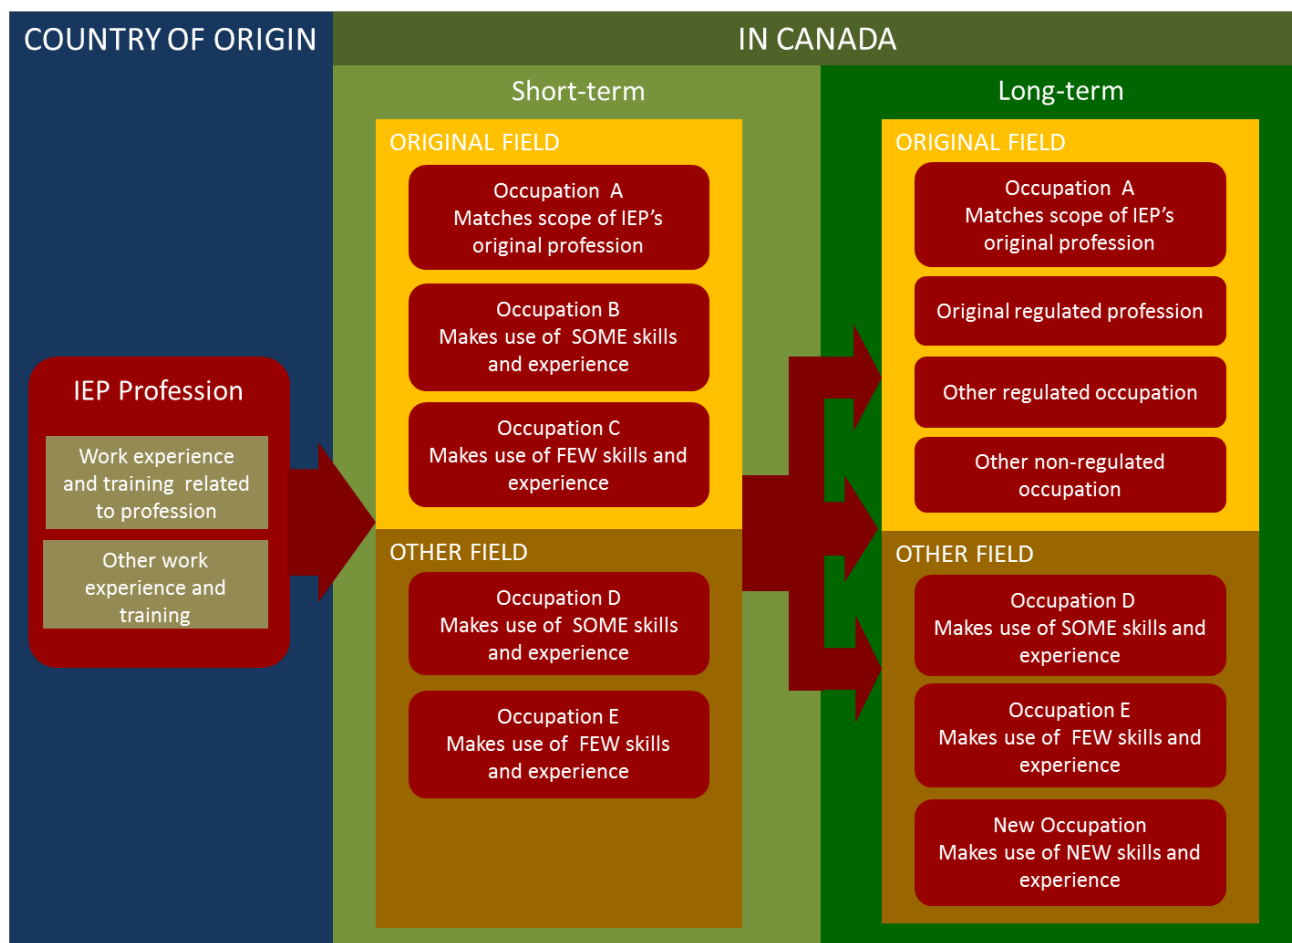 COUNTRY OF ORIGIN
IN CANADA
Short-term
Long-term
IEP Profession
Work experience
and training related
to profession
Other work
experience and
training
ORIGINAL FIELD
Occupation A
Matches scope of IEP's
original profession
Occupation B
Makes use of SOME skills
and experience
Occupation C
Makes use of FEW skills and
experience
OTHER FIELD
Occupation D
Makes use of SOME skills
and experience
Occupation E
Makes use of FEW skills
and experience
ORIGINAL FIELD
Occupation A
Matches scope of IEP's
original profession
Original regulated profession
Other regulated occupation
Other non-regulated
occupation
OTHER FIELD
Occupation D
Makes use of SOME skills and
experience
Occupation E
Makes use of FEW skills and
experience
New Occupation
Makes use of NEW skills and
experience